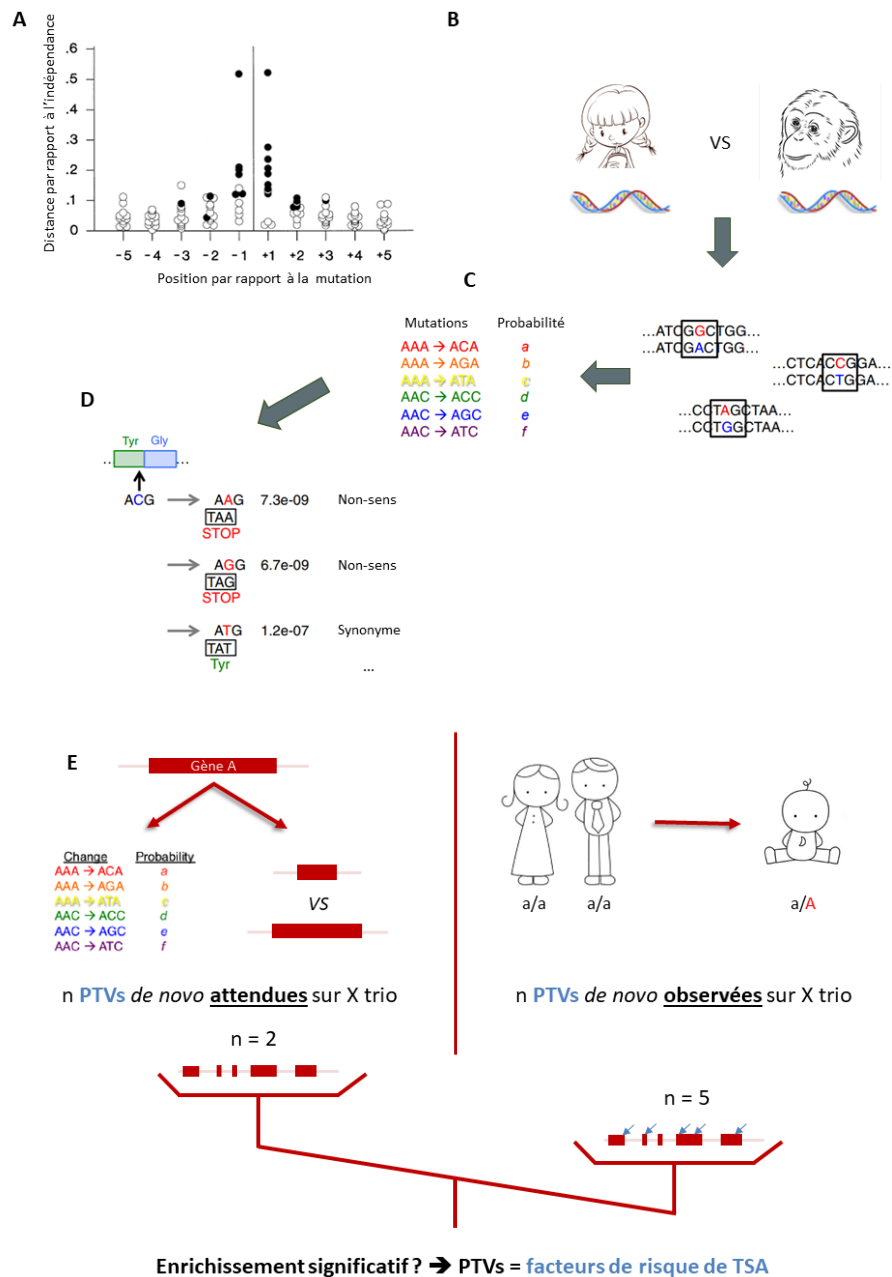 A
Distance par rapport à l'indépendance
.6
.5
.4
.3
.2
.1
0
-5 -4 -3 -2 -1 +1 +2 +3 +4 +5
Position par rapport à la mutation
B
VS
C
Mutations Probabilité
AAA → ACA a
AAA → AGA b
AAA → ATA c
AAC → ACC d
AAC → AGC e
AAC → ATC f
...ATCGGCTGG...
...ATCGACTGG...
...CTCACCGGA...
...CTCACTGGA...
...CCTAGCTAA...
...CCTGGCTAA...
D
Tyr Gly
... ...
ACG AAG 7.3e-09 Non-sens
TAA
STOP
AGG 6.7e-09 Non-sens
TAG
STOP
ATG 1.2e-07 Synonyme
TAT
Tyr
...
E
Gène A
Change Probability
AAA → ACA a
AAA → AGA b
AAA → ATA c
AAC → ACC d
AAC → AGC e
AAC → ATC f
VS
a/a a/a a/A
n PTVs de novo attendues sur X trio
n = 2
n PTVs de novo observées sur X trio
n = 5
Enrichissement significatif ? → PTVs = facteurs de risque de TSA